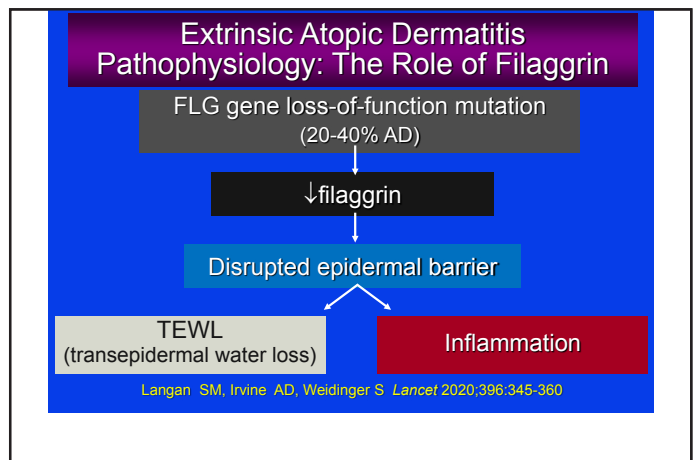 Extrinsic Atopic Dermatitis
Pathophysiology: The Role of Filaggrin
FLG gene loss-of-function mutation
(20-40% AD)
↓filaggrin
Disrupted epidermal barrier
TEWL
(transepidermal water loss)
Inflammation
Langan SM, Irvine AD, Weidinger S Lancet 2020;396:345-360